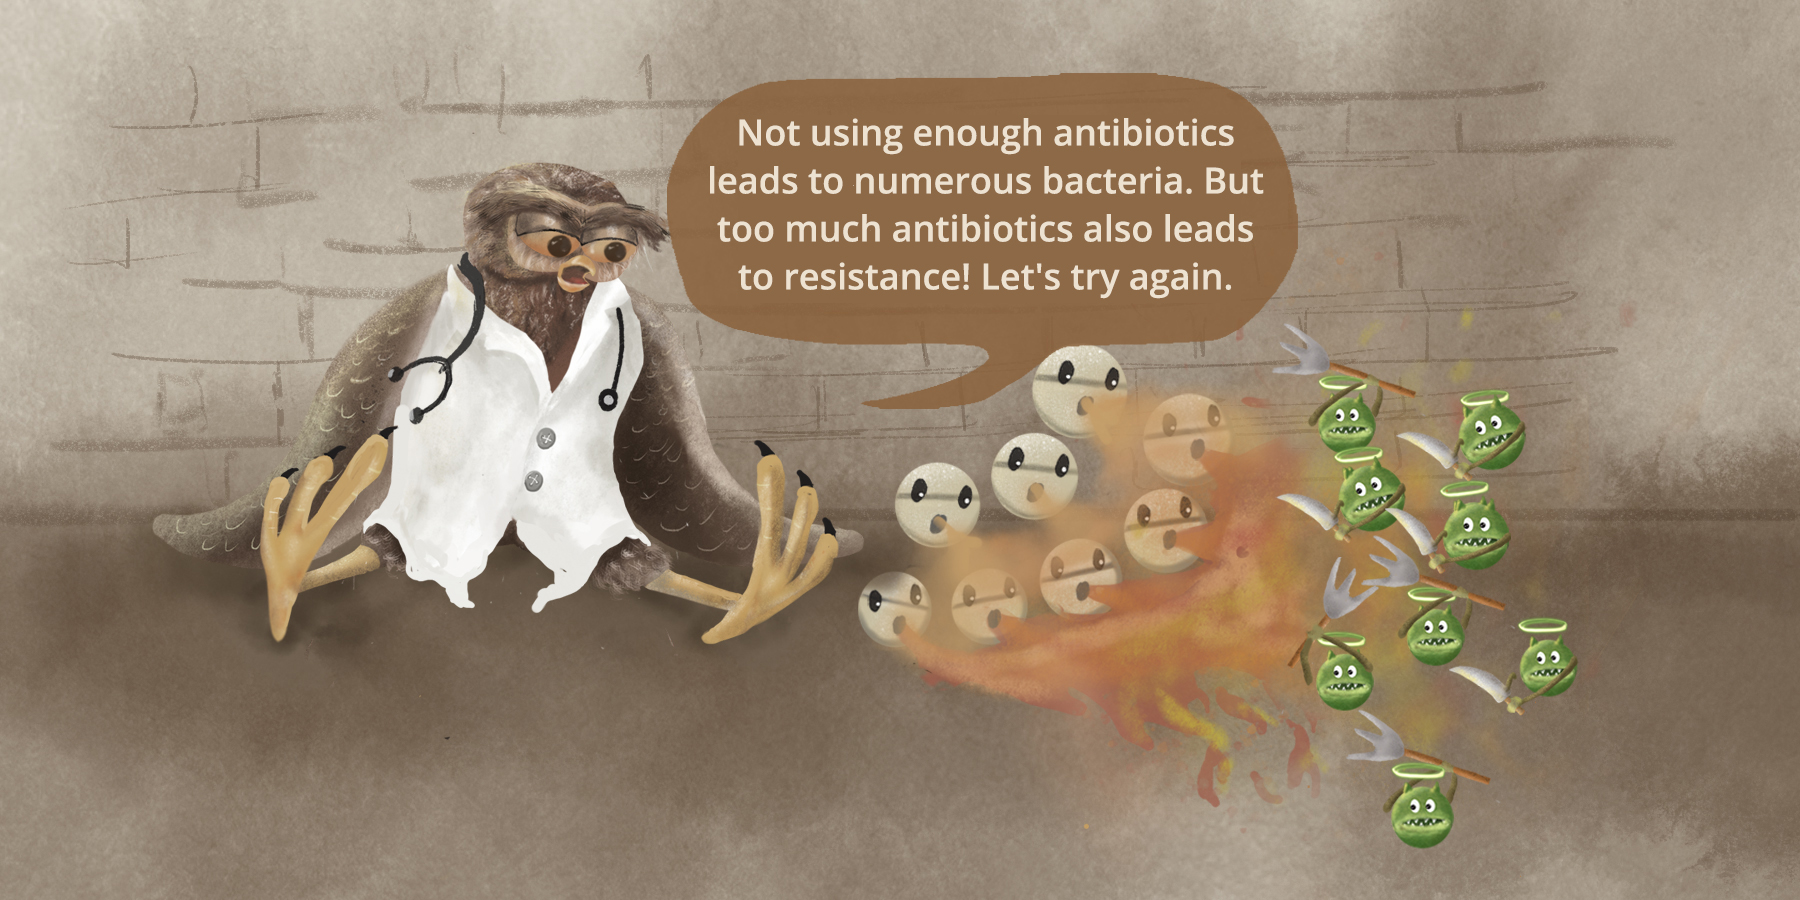 Not using enough antibiotics
leads to numerous bacteria. But
too much antibiotics also leads
to resistance! Let's try again.